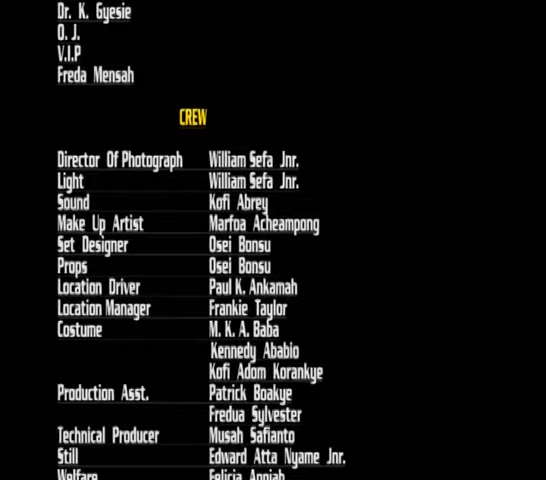 Dr. K. Gyesie
O. J.
V.I.P
Freda Mensah
CREW
Director Of Photograph William Sefa Jnr.
Light William Sefa Jnr.
Sound Kofi Abrey
Make Up Artist Marfoa Acheampong
Set Designer Osei Bonsu
Props Osei Bonsu
Location Driver Paul K. Ankamah
Location Manager Frankie Taylor
Costume M. K. A. Baba
Kennedy Ababio
Kofi Adom Korankye
Production Asst. Patrick Boakye
Fredua Sylvester
Technical Producer Musah Safianto
Still Edward Atta Nyame Jnr.
Welfare Felicia Appiah